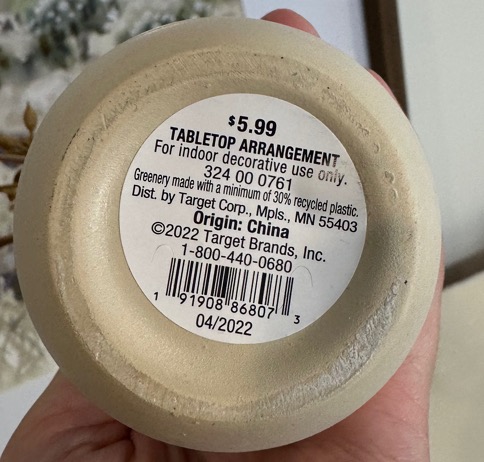 $5.99
TABLETOP ARRANGEMENT
For indoor decorative use only.
324 00 0761
Greenery made with a minimum of 30% recycled plastic.
Dist. by Target Corp., Mpls., MN 55403
Origin: China
©2022 Target Brands, Inc.
1-800-440-0680
1 91908 86807 3
04/2022